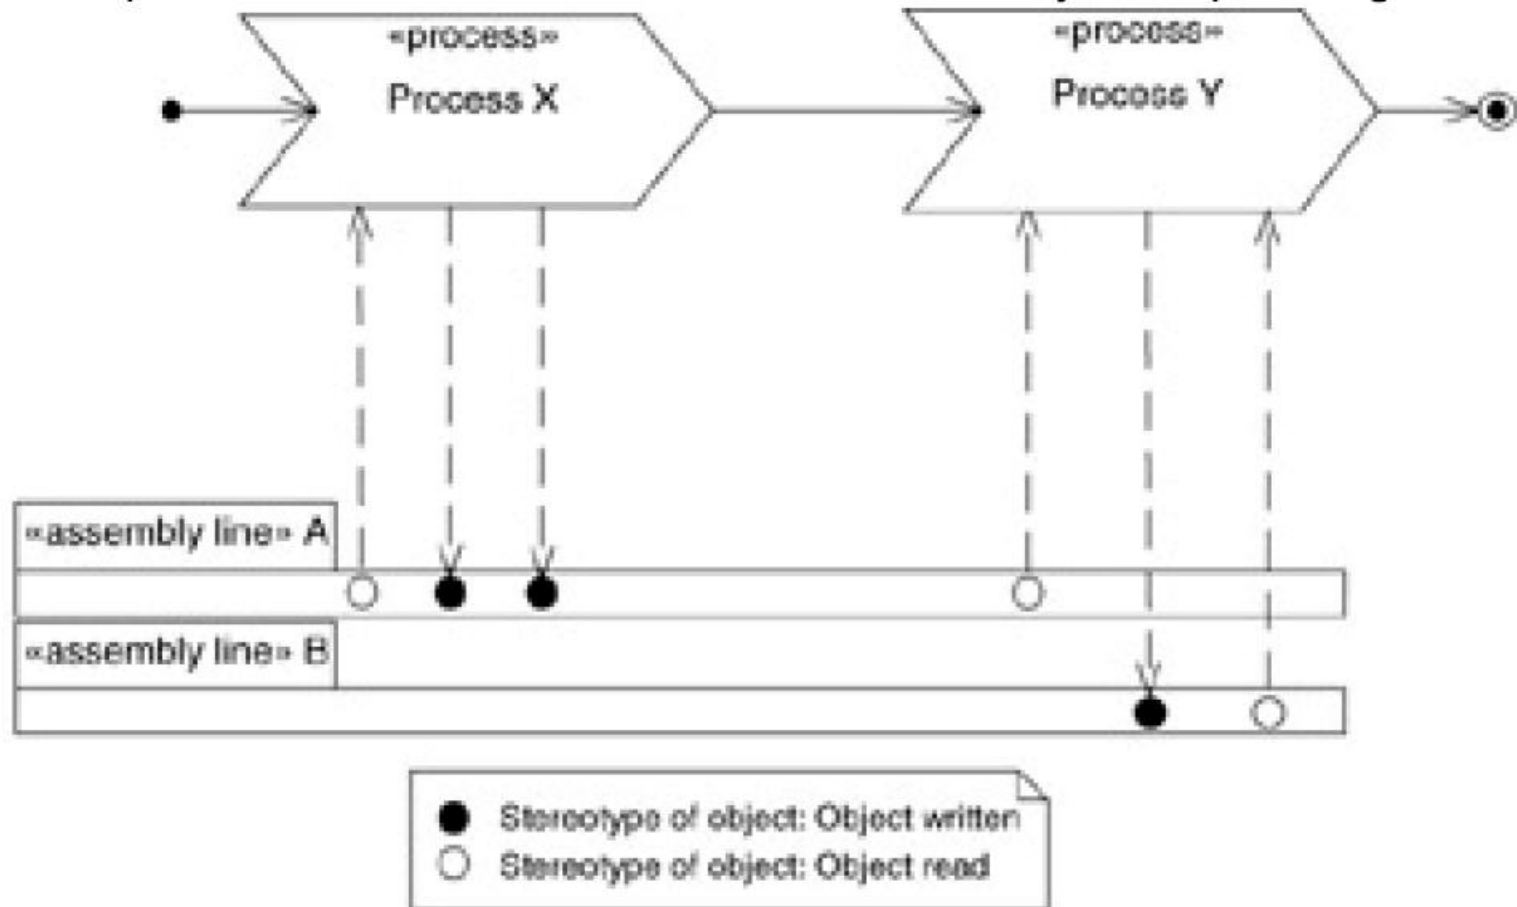 «process»
Process X
«process»
Process Y
«assembly line» A
«assembly line» B
Stereotype of object: Object written
Stereotype of object: Object read